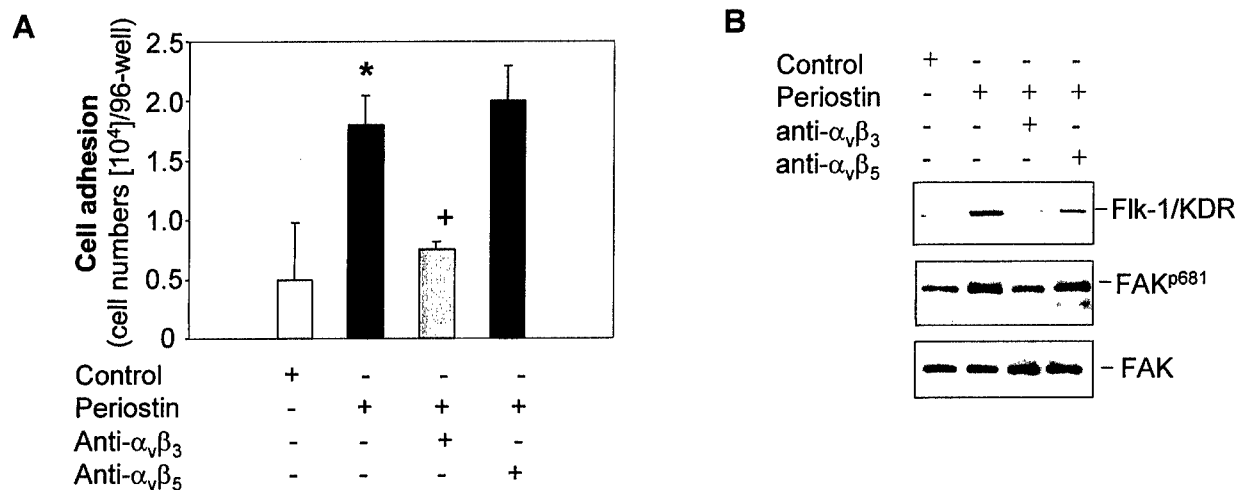 A
Cell adhesion
(cell numbers [10⁴]/96-well)
2.5
2.0
1.5
1.0
0.5
0
*
+
Control + - - -
Periostin - + + +
Anti-αvβ3 - - + -
Anti-αvβ5 - - - +
B
Control + - - -
Periostin - + + +
anti-αvβ3 - - + -
anti-αvβ5 - - - +
–Flk-1/KDR
–FAKp681
–FAK